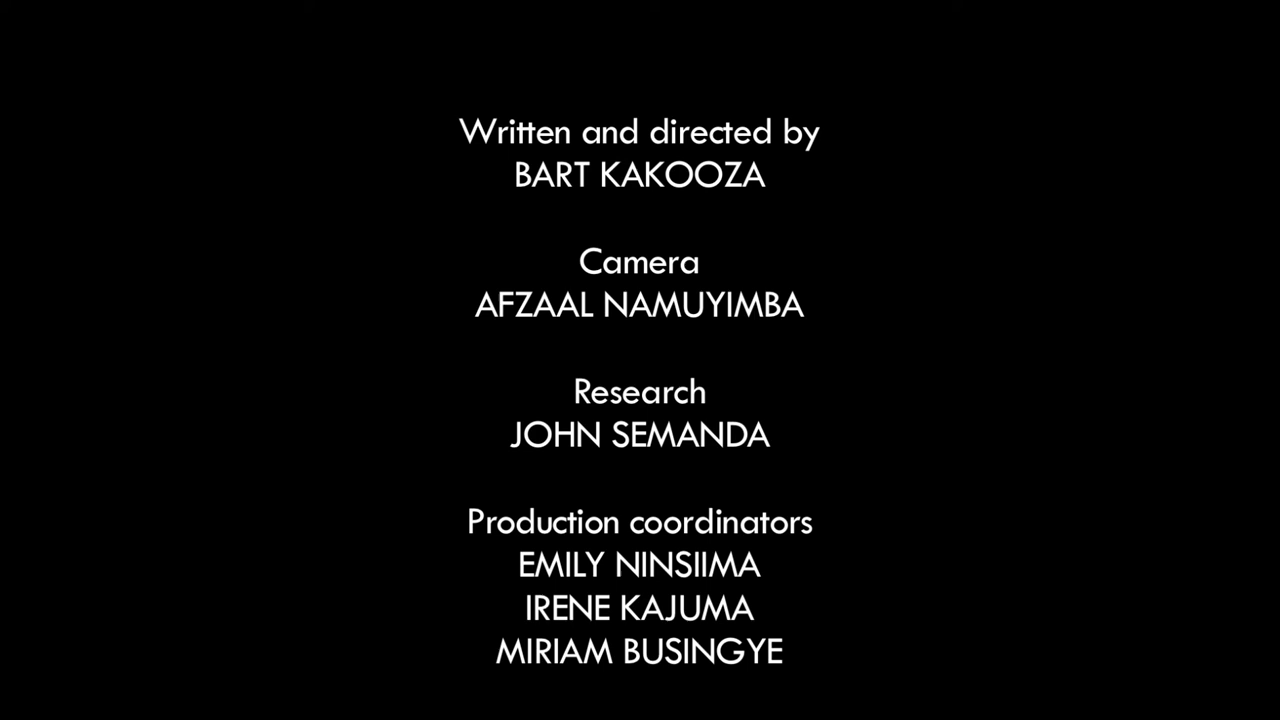 Written and directed by
BART KAKOOZA
Camera
AFZAAL NAMUYIMBA
Research
JOHN SEMANDA
Production coordinators
EMILY NINSIIMA
IRENE KAJUMA
MIRIAM BUSINGYE